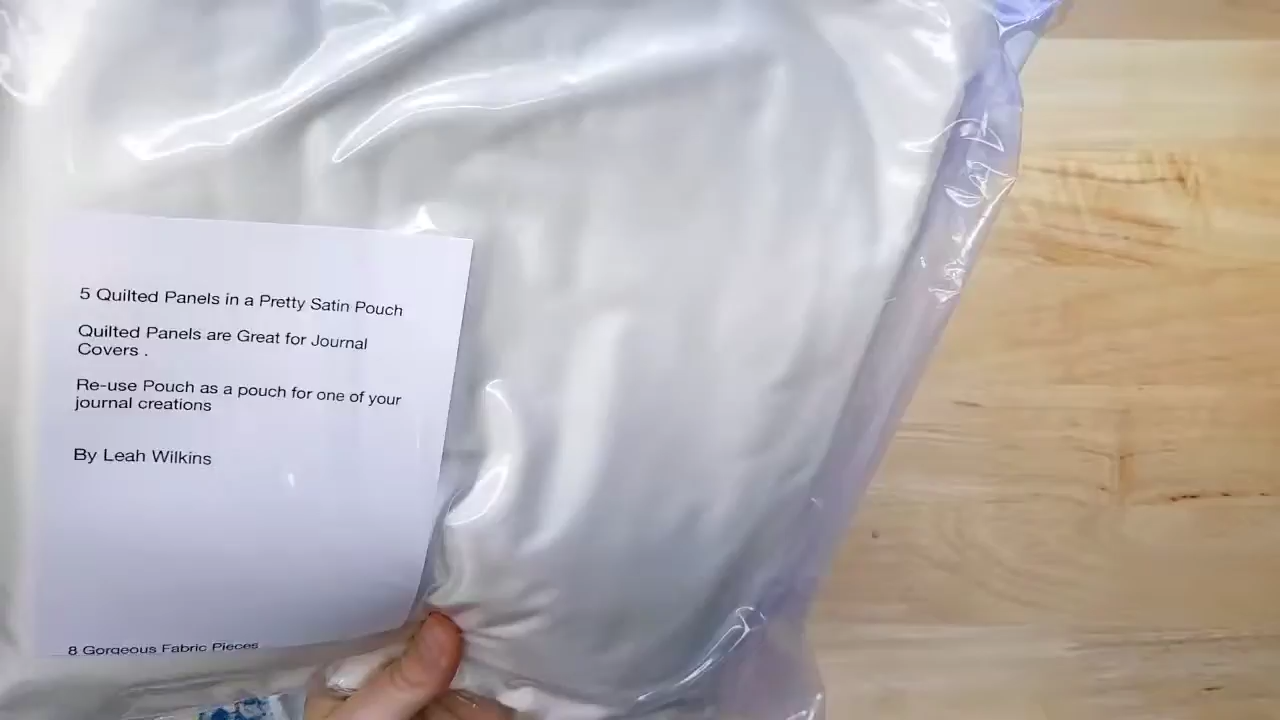 5 Quilted Panels in a Pretty Satin Pouch
Quilted Panels are Great for Journal
Covers .
Re-use Pouch as a pouch for one of your
journal creations
By Leah Wilkins
8 Gorgeous Fabric Pieces